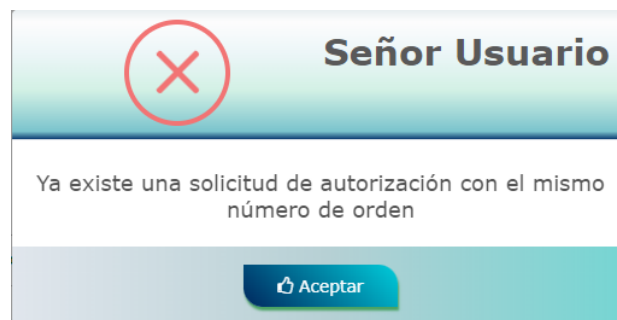 Señor Usuario
Ya existe una solicitud de autorización con el mismo
número de orden
Aceptar